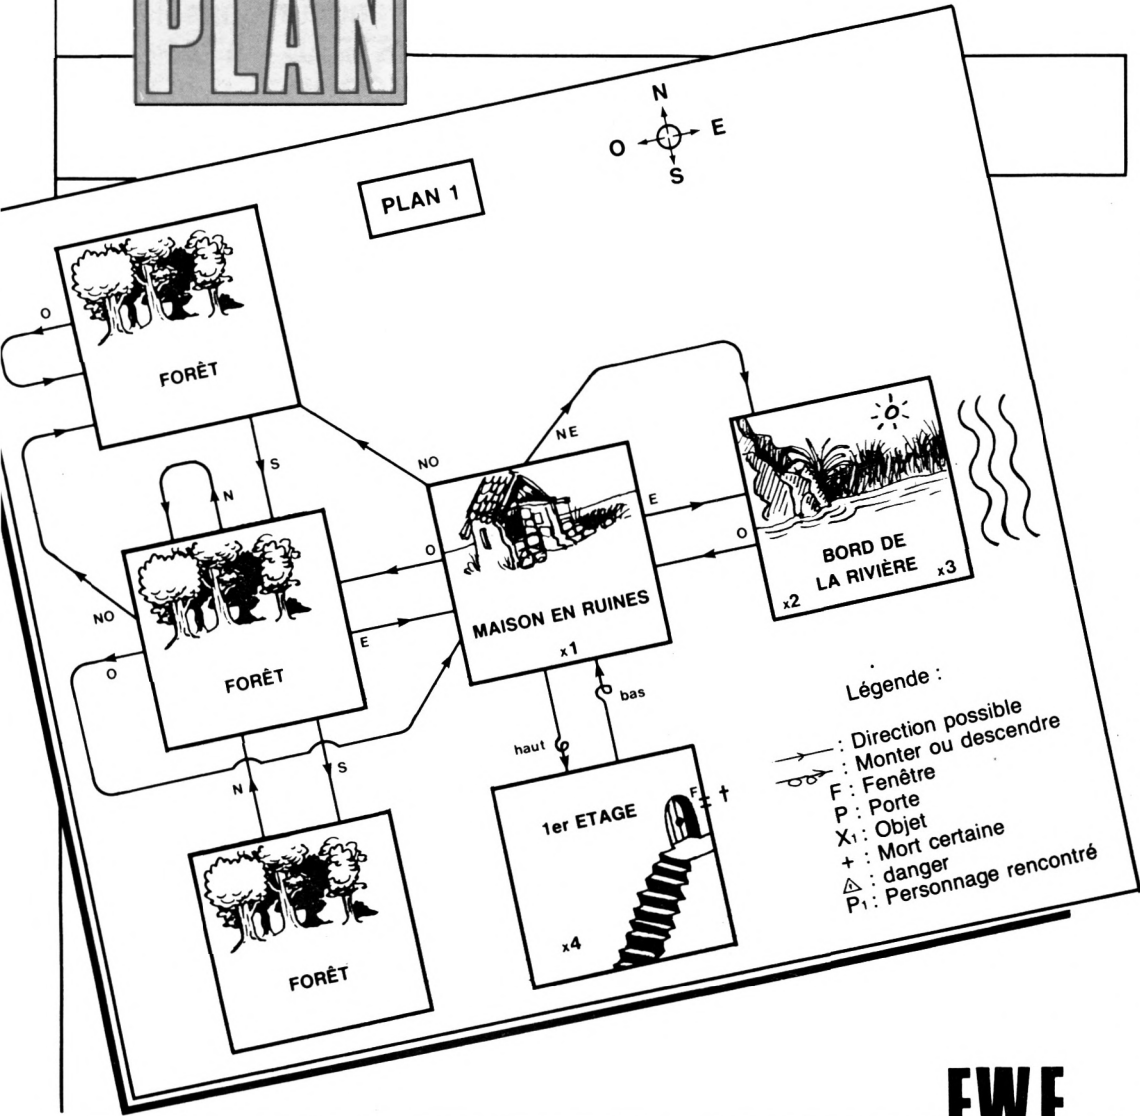 PLAN
N
O E
S
PLAN 1
O
FORÊT
S
NO
NE
N
E
O
O
NO
MAISON EN RUINES
x1
BORD DE
LA RIVIÈRE
x2
x3
E
O
FORÊT
bas
haut
S
N
1er ETAGE
F
†
x4
FORÊT
Légende :
: Direction possible
: Monter ou descendre
F : Fenêtre
P : Porte
X1 : Objet
+ : Mort certaine
: danger
P1 : Personnage rencontré